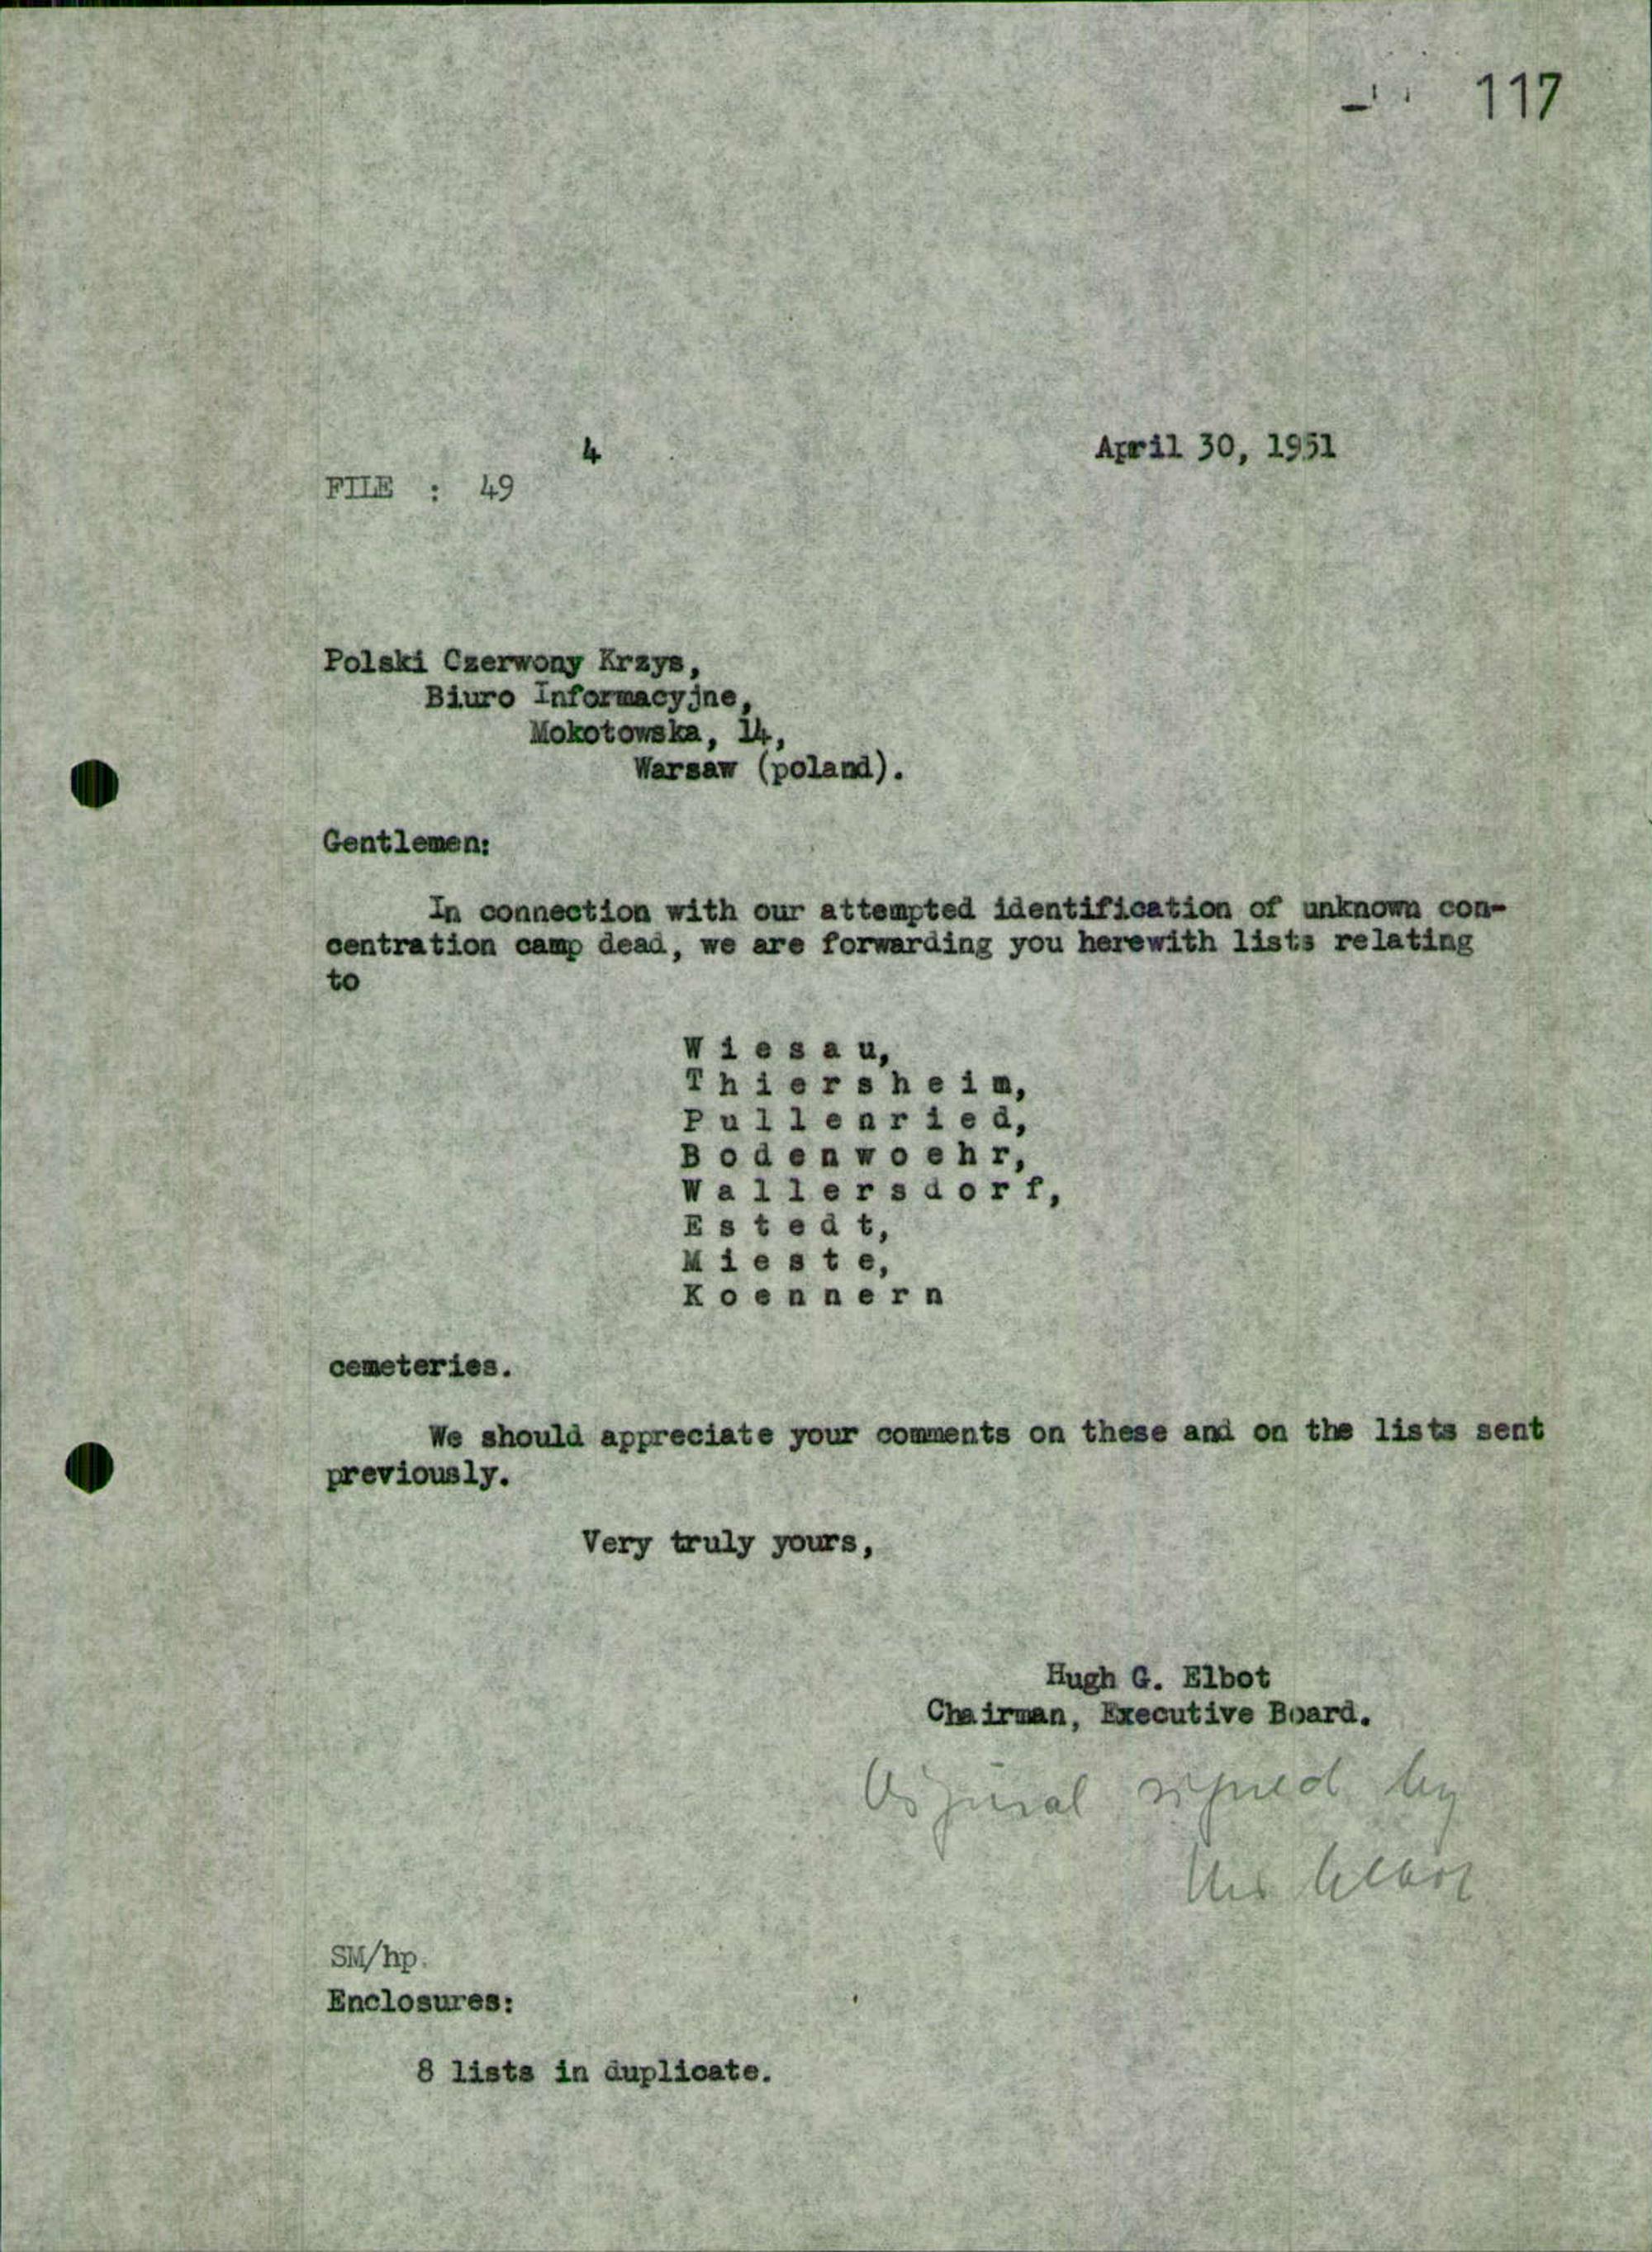 117
4
April 30, 1951
FILE : 49
Polski Czerwony Krzys,
Biuro Informacyjne,
Mokotowska, 14,
Warsaw (poland).
Gentlemen:
In connection with our attempted identification of unknown con-
centration camp dead, we are forwarding you herewith lists relating
to
W i e s a u,
T h i e r s h e i m,
P u l l e n r i e d,
B o d e n w o e h r,
W a l l e r s d o r f,
E s t e d t,
M i e s t e,
K o e n n e r n
cemeteries.
We should appreciate your comments on these and on the lists sent
previously.
Very truly yours,
Hugh G. Elbot
Chairman, Executive Board.
Original signed by
Elbot
SM/hp.
Enclosures:
8 lists in duplicate.